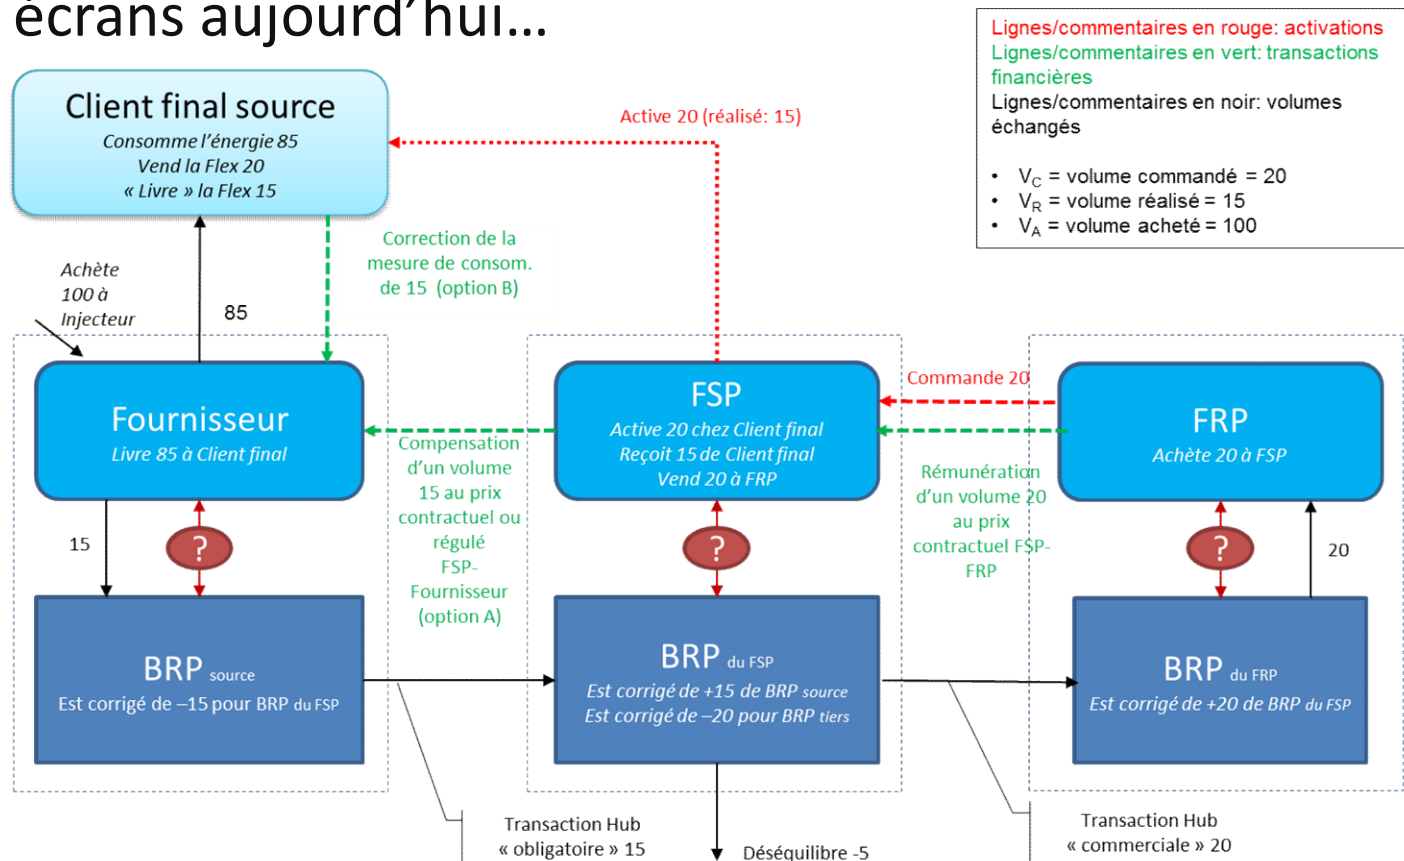 écrans aujourd’hui…
Lignes/commentaires en rouge: activations
Lignes/commentaires en vert: transactions
financières
Lignes/commentaires en noir: volumes
échangés
• VC = volume commandé = 20
• VR = volume réalisé = 15
• VA = volume acheté = 100
Client final source
Consomme l’énergie 85
Vend la Flex 20
« Livre » la Flex 15
Active 20 (réalisé: 15)
Correction de la
mesure de consom.
de 15 (option B)
Achète
100 à
Injecteur
85
Fournisseur
Livre 85 à Client final
FSP
Active 20 chez Client final
Reçoit 15 de Client final
Vend 20 à FRP
Commande 20
FRP
Achète 20 à FSP
Compensation
d’un volume
15 au prix
contractuel ou
régulé
FSP-
Fournisseur
(option A)
Rémunération
d’un volume 20
au prix
contractuel FSP-
FRP
15
?
?
?
20
BRP source
Est corrigé de –15 pour BRP du FSP
BRP du FSP
Est corrigé de +15 de BRP source
Est corrigé de –20 pour BRP tiers
BRP du FRP
Est corrigé de +20 de BRP du FSP
Transaction Hub
« obligatoire » 15
Déséquilibre -5
Transaction Hub
« commerciale » 20